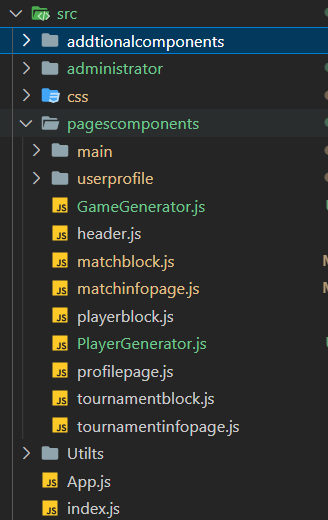 src
addtionalcomponents
administrator
css
pagescomponents
main
userprofile
JS GameGenerator.js
JS header.js
JS matchblock.js M
JS matchinfopage.js M
JS playerblock.js
JS PlayerGenerator.js
JS profilepage.js
JS tournamentblock.js
JS tournamentinfopage.js
Utilts
JS App.js
JS index.js